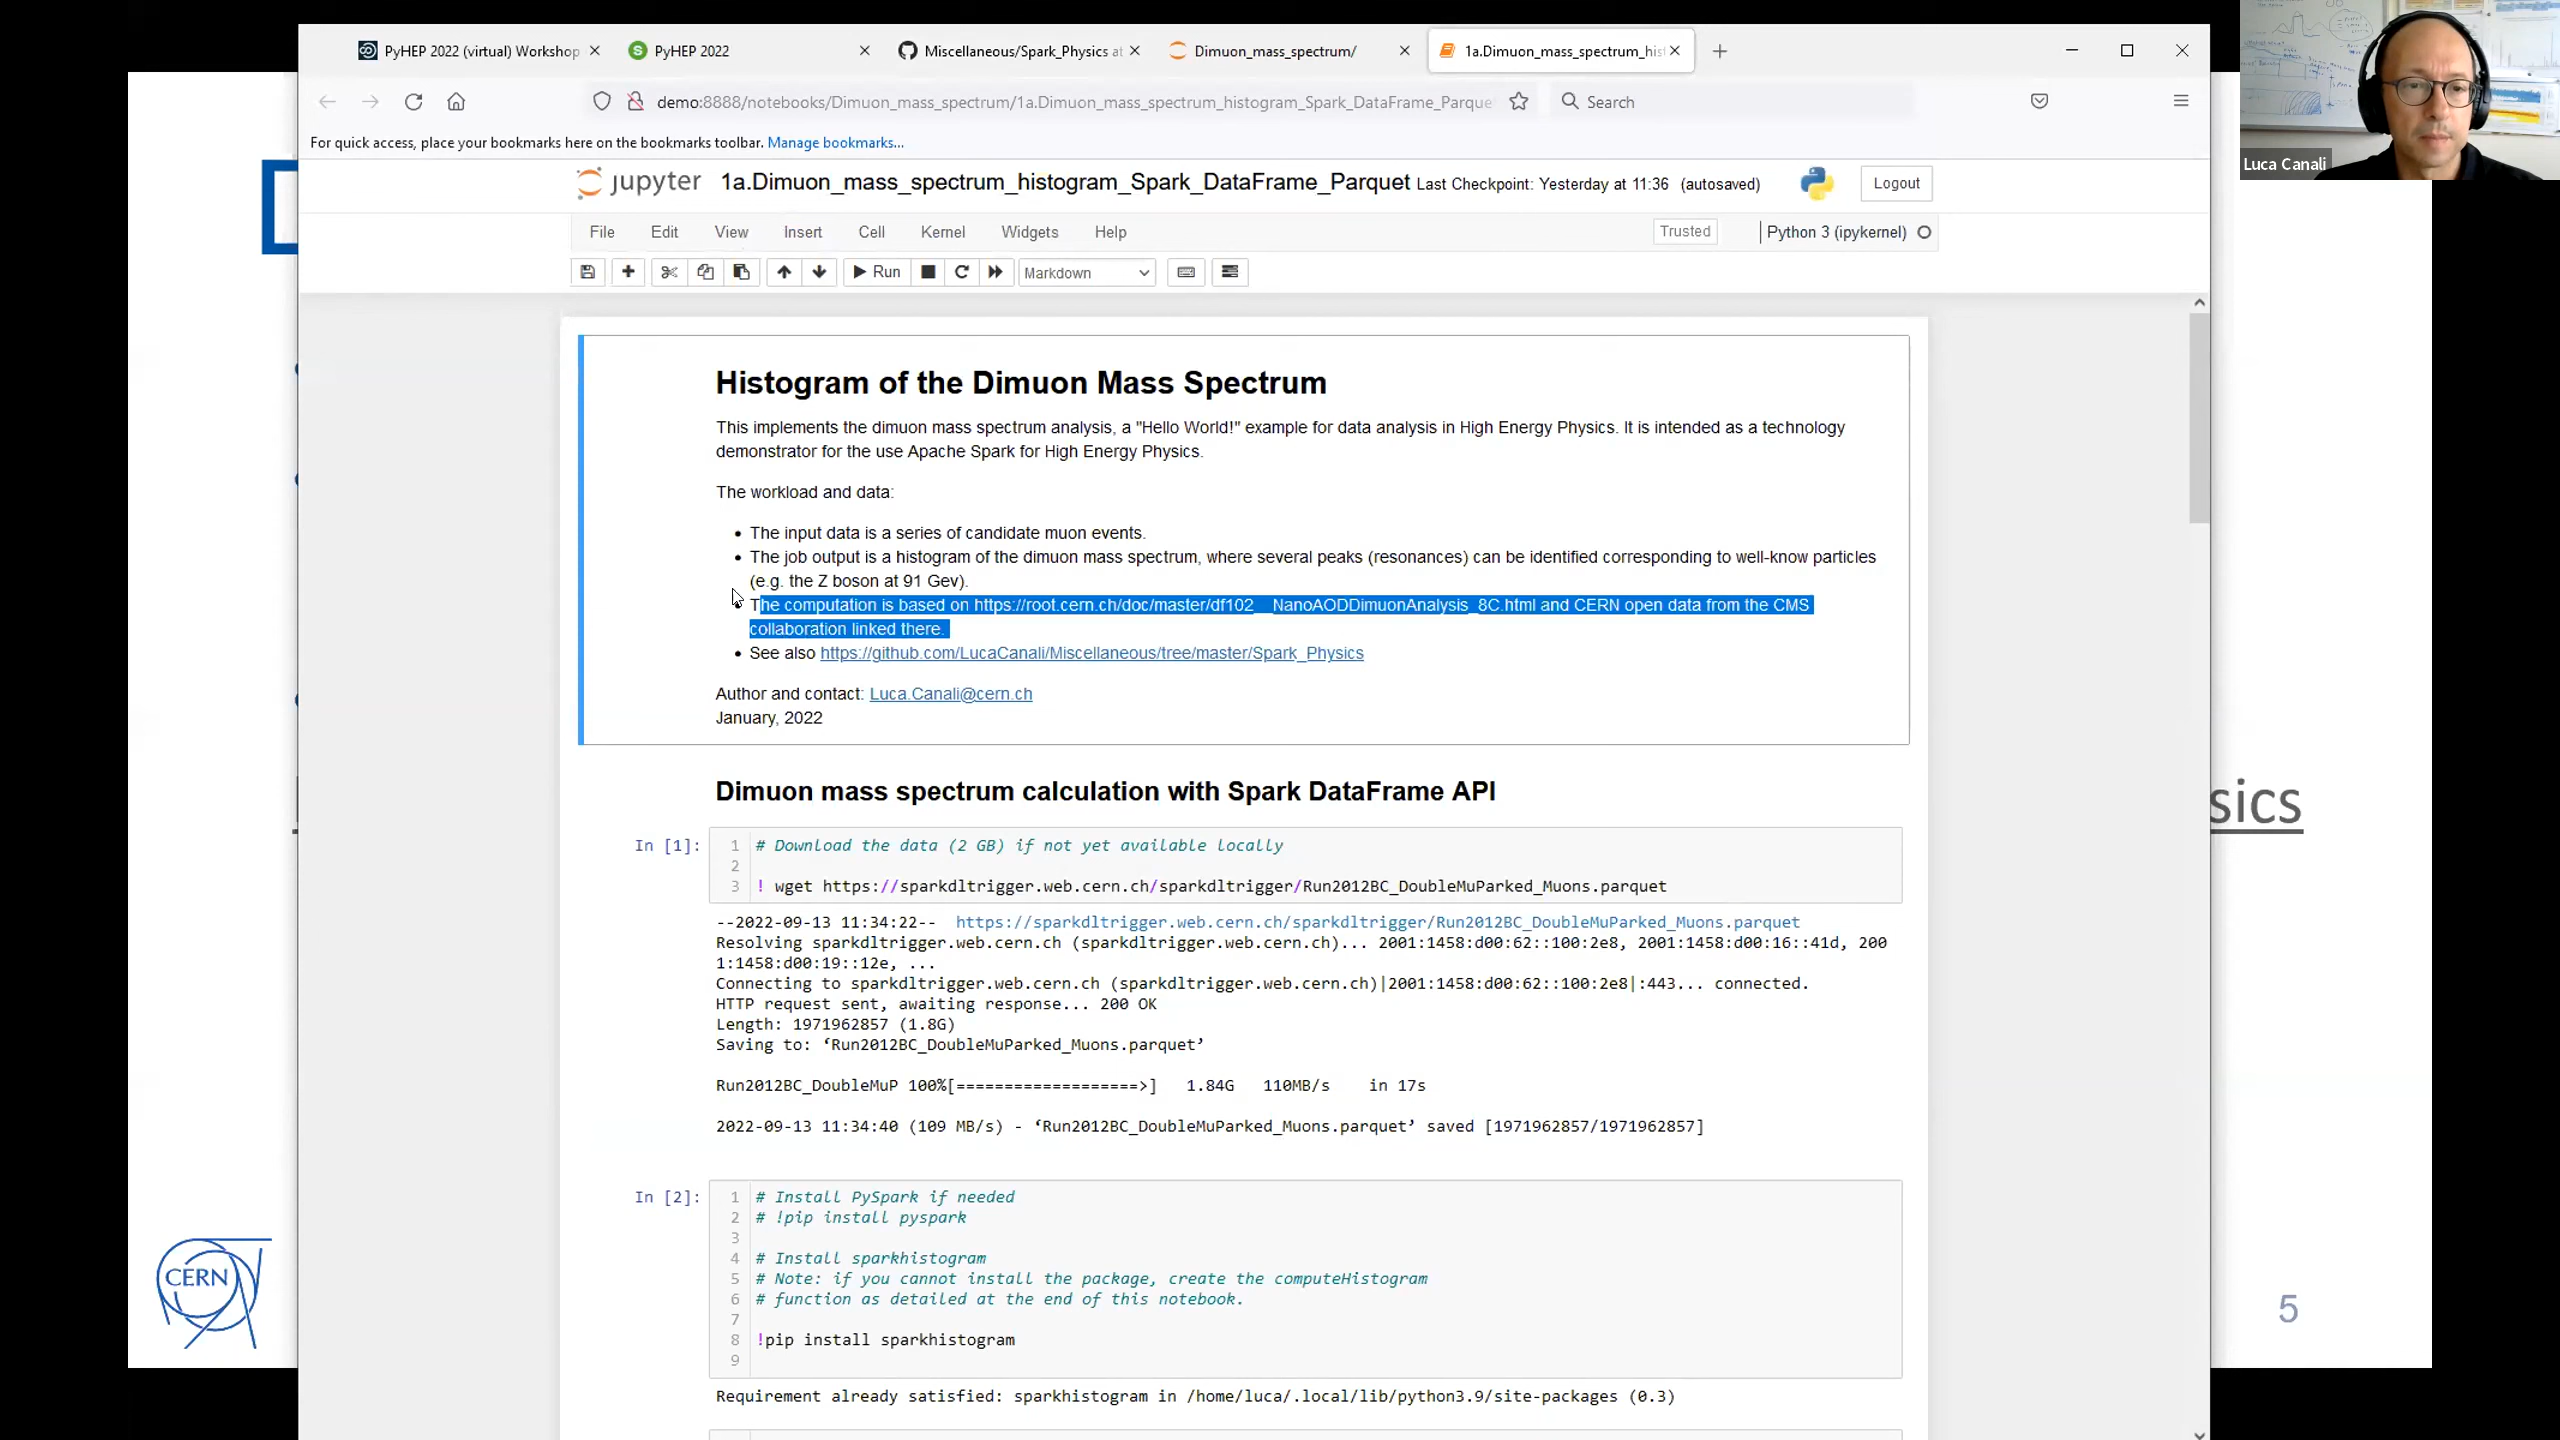 PyHEP 2022 (virtual) Workshop
PyHEP 2022
Miscellaneous/Spark_Physics at
Dimuon_mass_spectrum/
1a.Dimuon_mass_spectrum_his
demo:8888/notebooks/Dimuon_mass_spectrum/1a.Dimuon_mass_spectrum_histogram_Spark_DataFrame_Parque
Search
For quick access, place your bookmarks here on the bookmarks toolbar. Manage bookmarks...
Luca Canali
jupyter 1a.Dimuon_mass_spectrum_histogram_Spark_DataFrame_Parquet Last Checkpoint: Yesterday at 11:36 (autosaved)
Logout
File Edit View Insert Cell Kernel Widgets Help
Trusted
Python 3 (ipykernel)
Run
Markdown
Histogram of the Dimuon Mass Spectrum
This implements the dimuon mass spectrum analysis, a "Hello World!" example for data analysis in High Energy Physics. It is intended as a technology
demonstrator for the use Apache Spark for High Energy Physics.
The workload and data:
• The input data is a series of candidate muon events.
• The job output is a histogram of the dimuon mass spectrum, where several peaks (resonances) can be identified corresponding to well-know particles
(e.g. the Z boson at 91 Gev).
• The computation is based on https://root.cern.ch/doc/master/df102__NanoAODDimuonAnalysis_8C.html and CERN open data from the CMS
collaboration linked there.
• See also https://github.com/LucaCanali/Miscellaneous/tree/master/Spark_Physics
Author and contact: Luca.Canali@cern.ch
January, 2022
Dimuon mass spectrum calculation with Spark DataFrame API
In [1]:
1 # Download the data (2 GB) if not yet available locally
2
3 ! wget https://sparkdltrigger.web.cern.ch/sparkdltrigger/Run2012BC_DoubleMuParked_Muons.parquet
--2022-09-13 11:34:22-- https://sparkdltrigger.web.cern.ch/sparkdltrigger/Run2012BC_DoubleMuParked_Muons.parquet
Resolving sparkdltrigger.web.cern.ch (sparkdltrigger.web.cern.ch)... 2001:1458:d00:62::100:2e8, 2001:1458:d00:16::41d, 200
1:1458:d00:19::12e, ...
Connecting to sparkdltrigger.web.cern.ch (sparkdltrigger.web.cern.ch)|2001:1458:d00:62::100:2e8|:443... connected.
HTTP request sent, awaiting response... 200 OK
Length: 1971962857 (1.8G)
Saving to: ‘Run2012BC_DoubleMuParked_Muons.parquet’
Run2012BC_DoubleMuP 100%[===================>] 1.84G 110MB/s in 17s
2022-09-13 11:34:40 (109 MB/s) - ‘Run2012BC_DoubleMuParked_Muons.parquet’ saved [1971962857/1971962857]
In [2]:
1 # Install PySpark if needed
2 # !pip install pyspark
3
4 # Install sparkhistogram
5 # Note: if you cannot install the package, create the computeHistogram
6 # function as detailed at the end of this notebook.
7
8 !pip install sparkhistogram
9
Requirement already satisfied: sparkhistogram in /home/luca/.local/lib/python3.9/site-packages (0.3)
sics
CERN
5